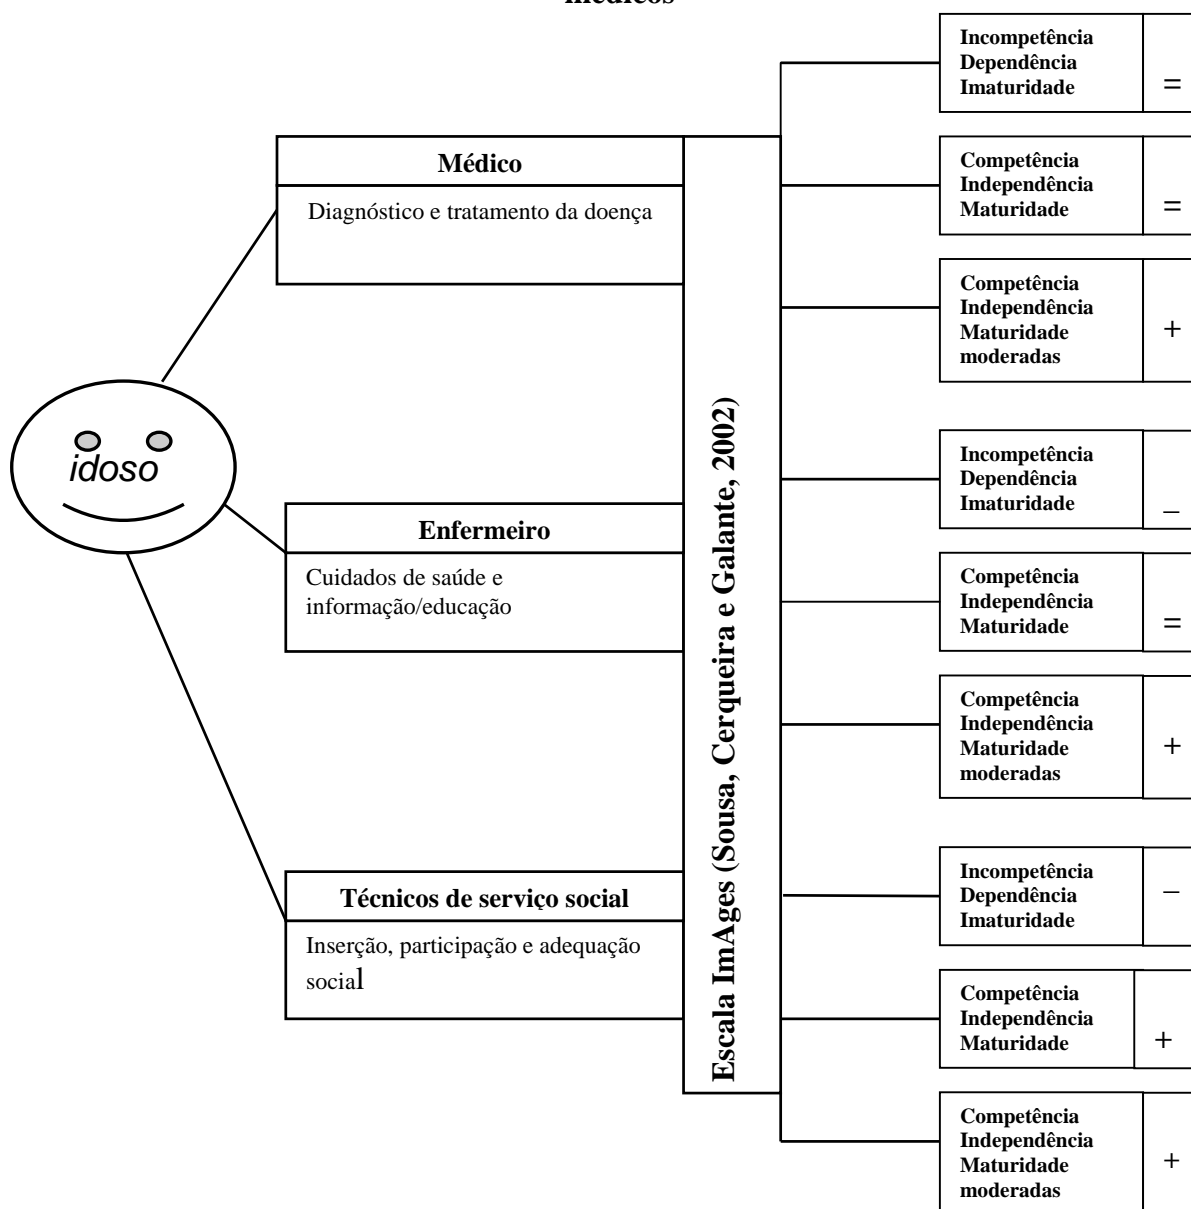 médicos
Incompetência
Dependência
Imaturidade
=
Competência
Independência
Maturidade
=
Competência
Independência
Maturidade
moderadas
+
Médico
Diagnóstico e tratamento da doença
idoso
Enfermeiro
Cuidados de saúde e
informação/educação
Técnicos de serviço social
Inserção, participação e adequação
social
Escala ImAges (Sousa, Cerqueira e Galante, 2002)
Incompetência
Dependência
Imaturidade
–
Competência
Independência
Maturidade
=
Competência
Independência
Maturidade
moderadas
+
Incompetência
Dependência
Imaturidade
–
Competência
Independência
Maturidade
+
Competência
Independência
Maturidade
moderadas
+